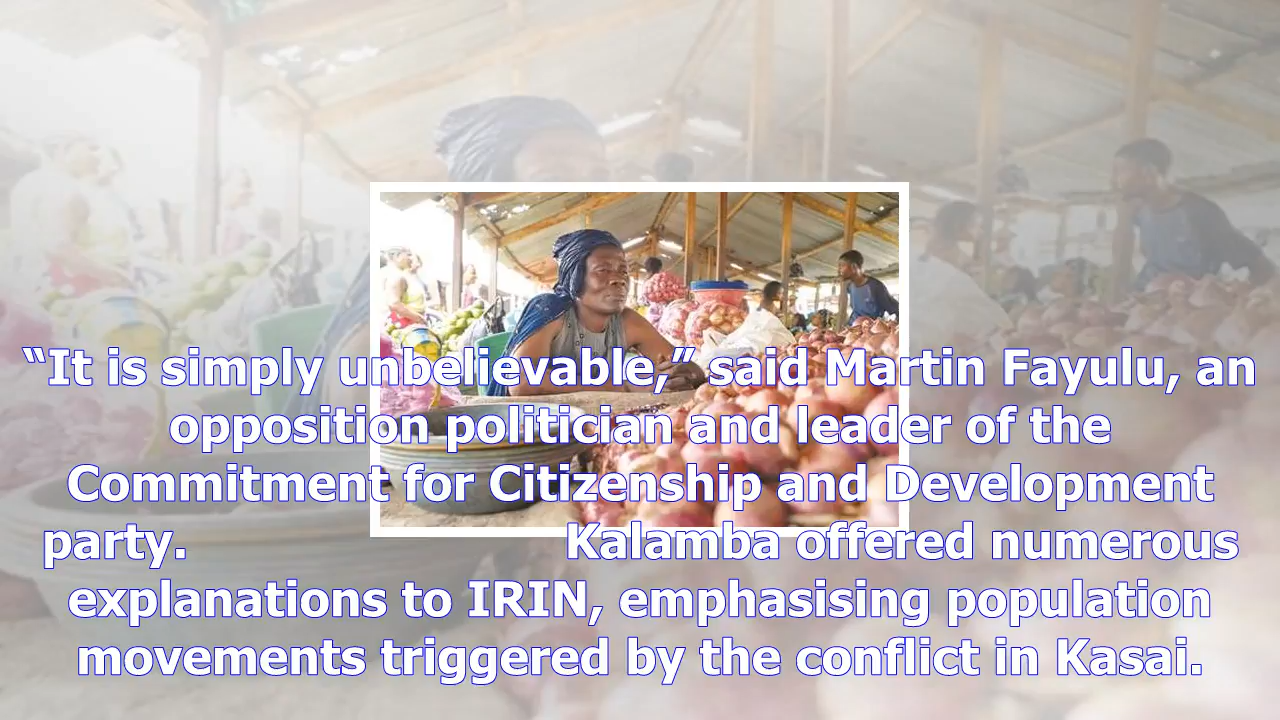 “It is simply unbelievable,” said Martin Fayulu, an
opposition politician and leader of the
Commitment for Citizenship and Development
party. Kalamba offered numerous
explanations to IRIN, emphasising population
movements triggered by the conflict in Kasai.